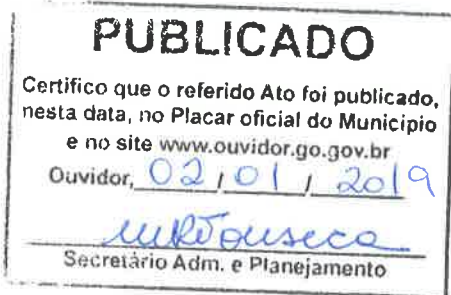 PUBLICADO
Certifico que o referido Ato foi publicado,
nesta data, no Placar oficial do Município
e no site www.ouvidor.go.gov.br
Ouvidor, 02 / 01 / 2019
Secretário Adm. e Planejamento